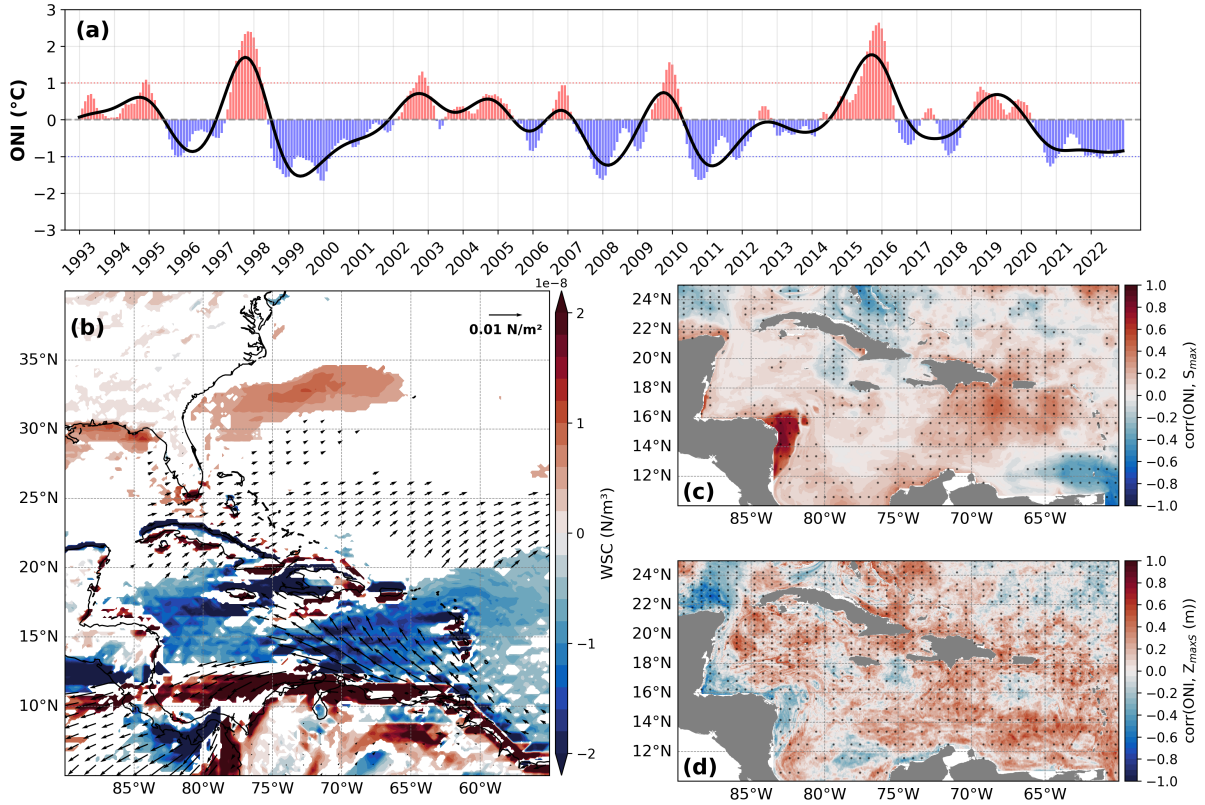 (a)
ONI (°C)
3
2
1
0
−1
−2
−3
1993 1994 1995 1996 1997 1998 1999 2000 2001 2002 2003 2004 2005 2006 2007 2008 2009 2010 2011 2012 2013 2014 2015 2016 2017 2018 2019 2020 2021 2022
(b)
0.01 N/m²
35°N
30°N
25°N
20°N
15°N
10°N
85°W 80°W 75°W 70°W 65°W 60°W
1e−8
2
1
0
−1
−2
WSC (N/m³)
(c)
24°N
22°N
20°N
18°N
16°N
14°N
12°N
85°W 80°W 75°W 70°W 65°W
1.0
0.8
0.6
0.4
0.2
0.0
−0.2
−0.4
−0.6
−0.8
−1.0
corr(ONI, Smax)
(d)
24°N
22°N
20°N
18°N
16°N
14°N
12°N
85°W 80°W 75°W 70°W 65°W
1.0
0.8
0.6
0.4
0.2
0.0
−0.2
−0.4
−0.6
−0.8
−1.0
corr(ONI, ZmaxS (m))